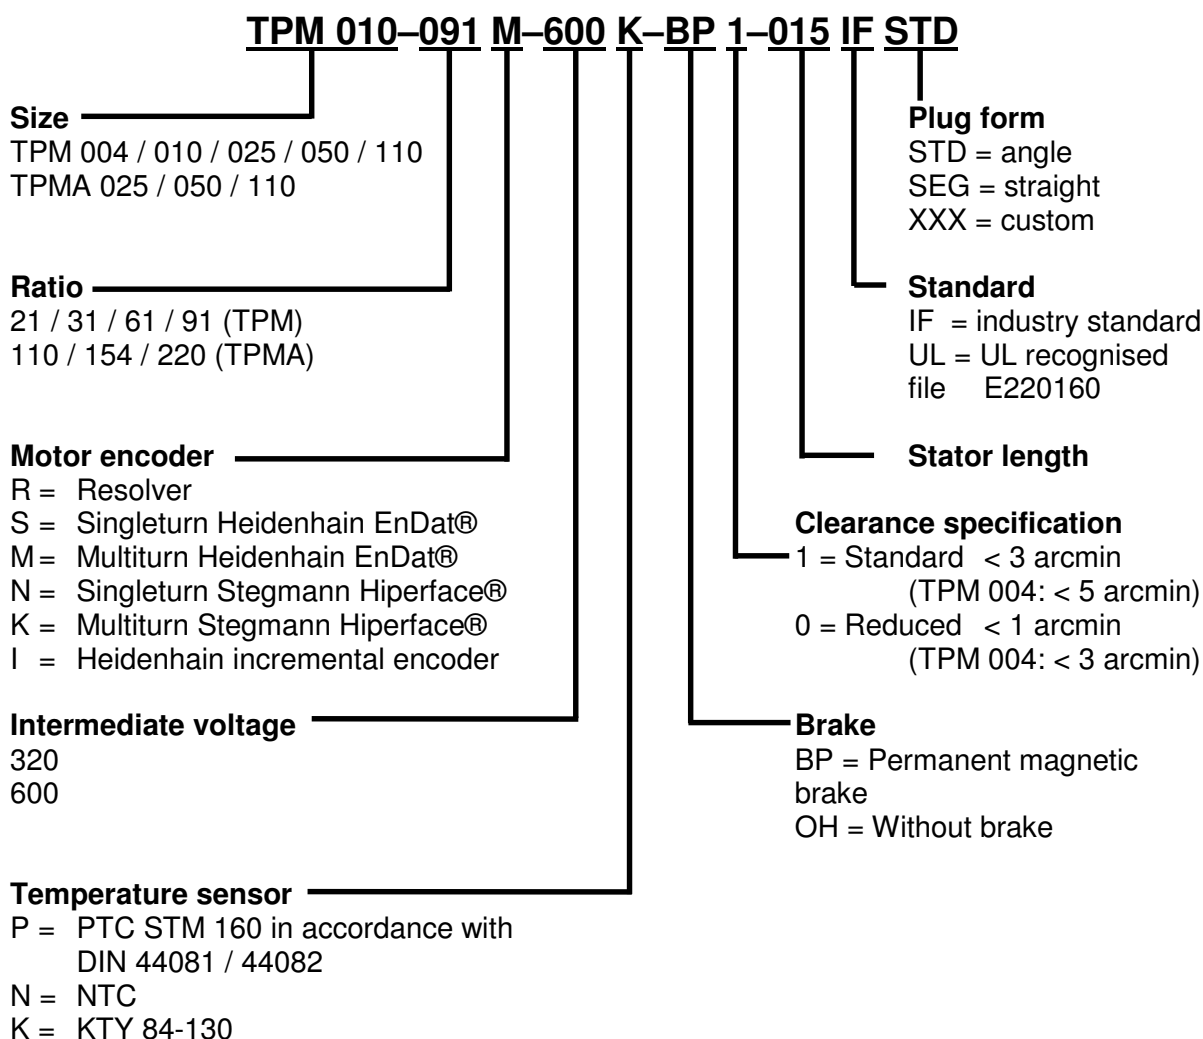 TPM 010–091 M–600 K–BP 1–015 IF STD
Size
TPM 004 / 010 / 025 / 050 / 110
TPMA 025 / 050 / 110
Ratio
21 / 31 / 61 / 91 (TPM)
110 / 154 / 220 (TPMA)
Motor encoder
R = Resolver
S = Singleturn Heidenhain EnDat®
M = Multiturn Heidenhain EnDat®
N = Singleturn Stegmann Hiperface®
K = Multiturn Stegmann Hiperface®
I = Heidenhain incremental encoder
Intermediate voltage
320
600
Temperature sensor
P = PTC STM 160 in accordance with
DIN 44081 / 44082
N = NTC
K = KTY 84-130
Plug form
STD = angle
SEG = straight
XXX = custom
Standard
IF = industry standard
UL = UL recognised
file E220160
Stator length
Clearance specification
1 = Standard < 3 arcmin
(TPM 004: < 5 arcmin)
0 = Reduced < 1 arcmin
(TPM 004: < 3 arcmin)
Brake
BP = Permanent magnetic
brake
OH = Without brake